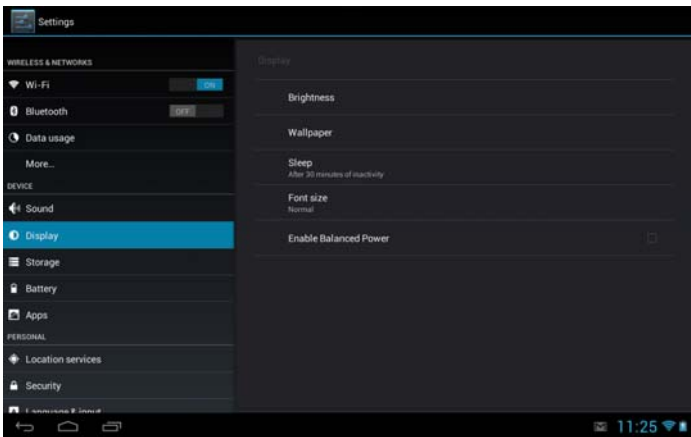 Settings
WIRELESS & NETWORKS
Wi-Fi
ON
Bluetooth
OFF
Data usage
More...
DEVICE
Sound
Display
Storage
Battery
Apps
PERSONAL
Location services
Security
Language & input
Display
Brightness
Wallpaper
Sleep
After 30 minutes of inactivity
Font size
Normal
Enable Balanced Power
11:25